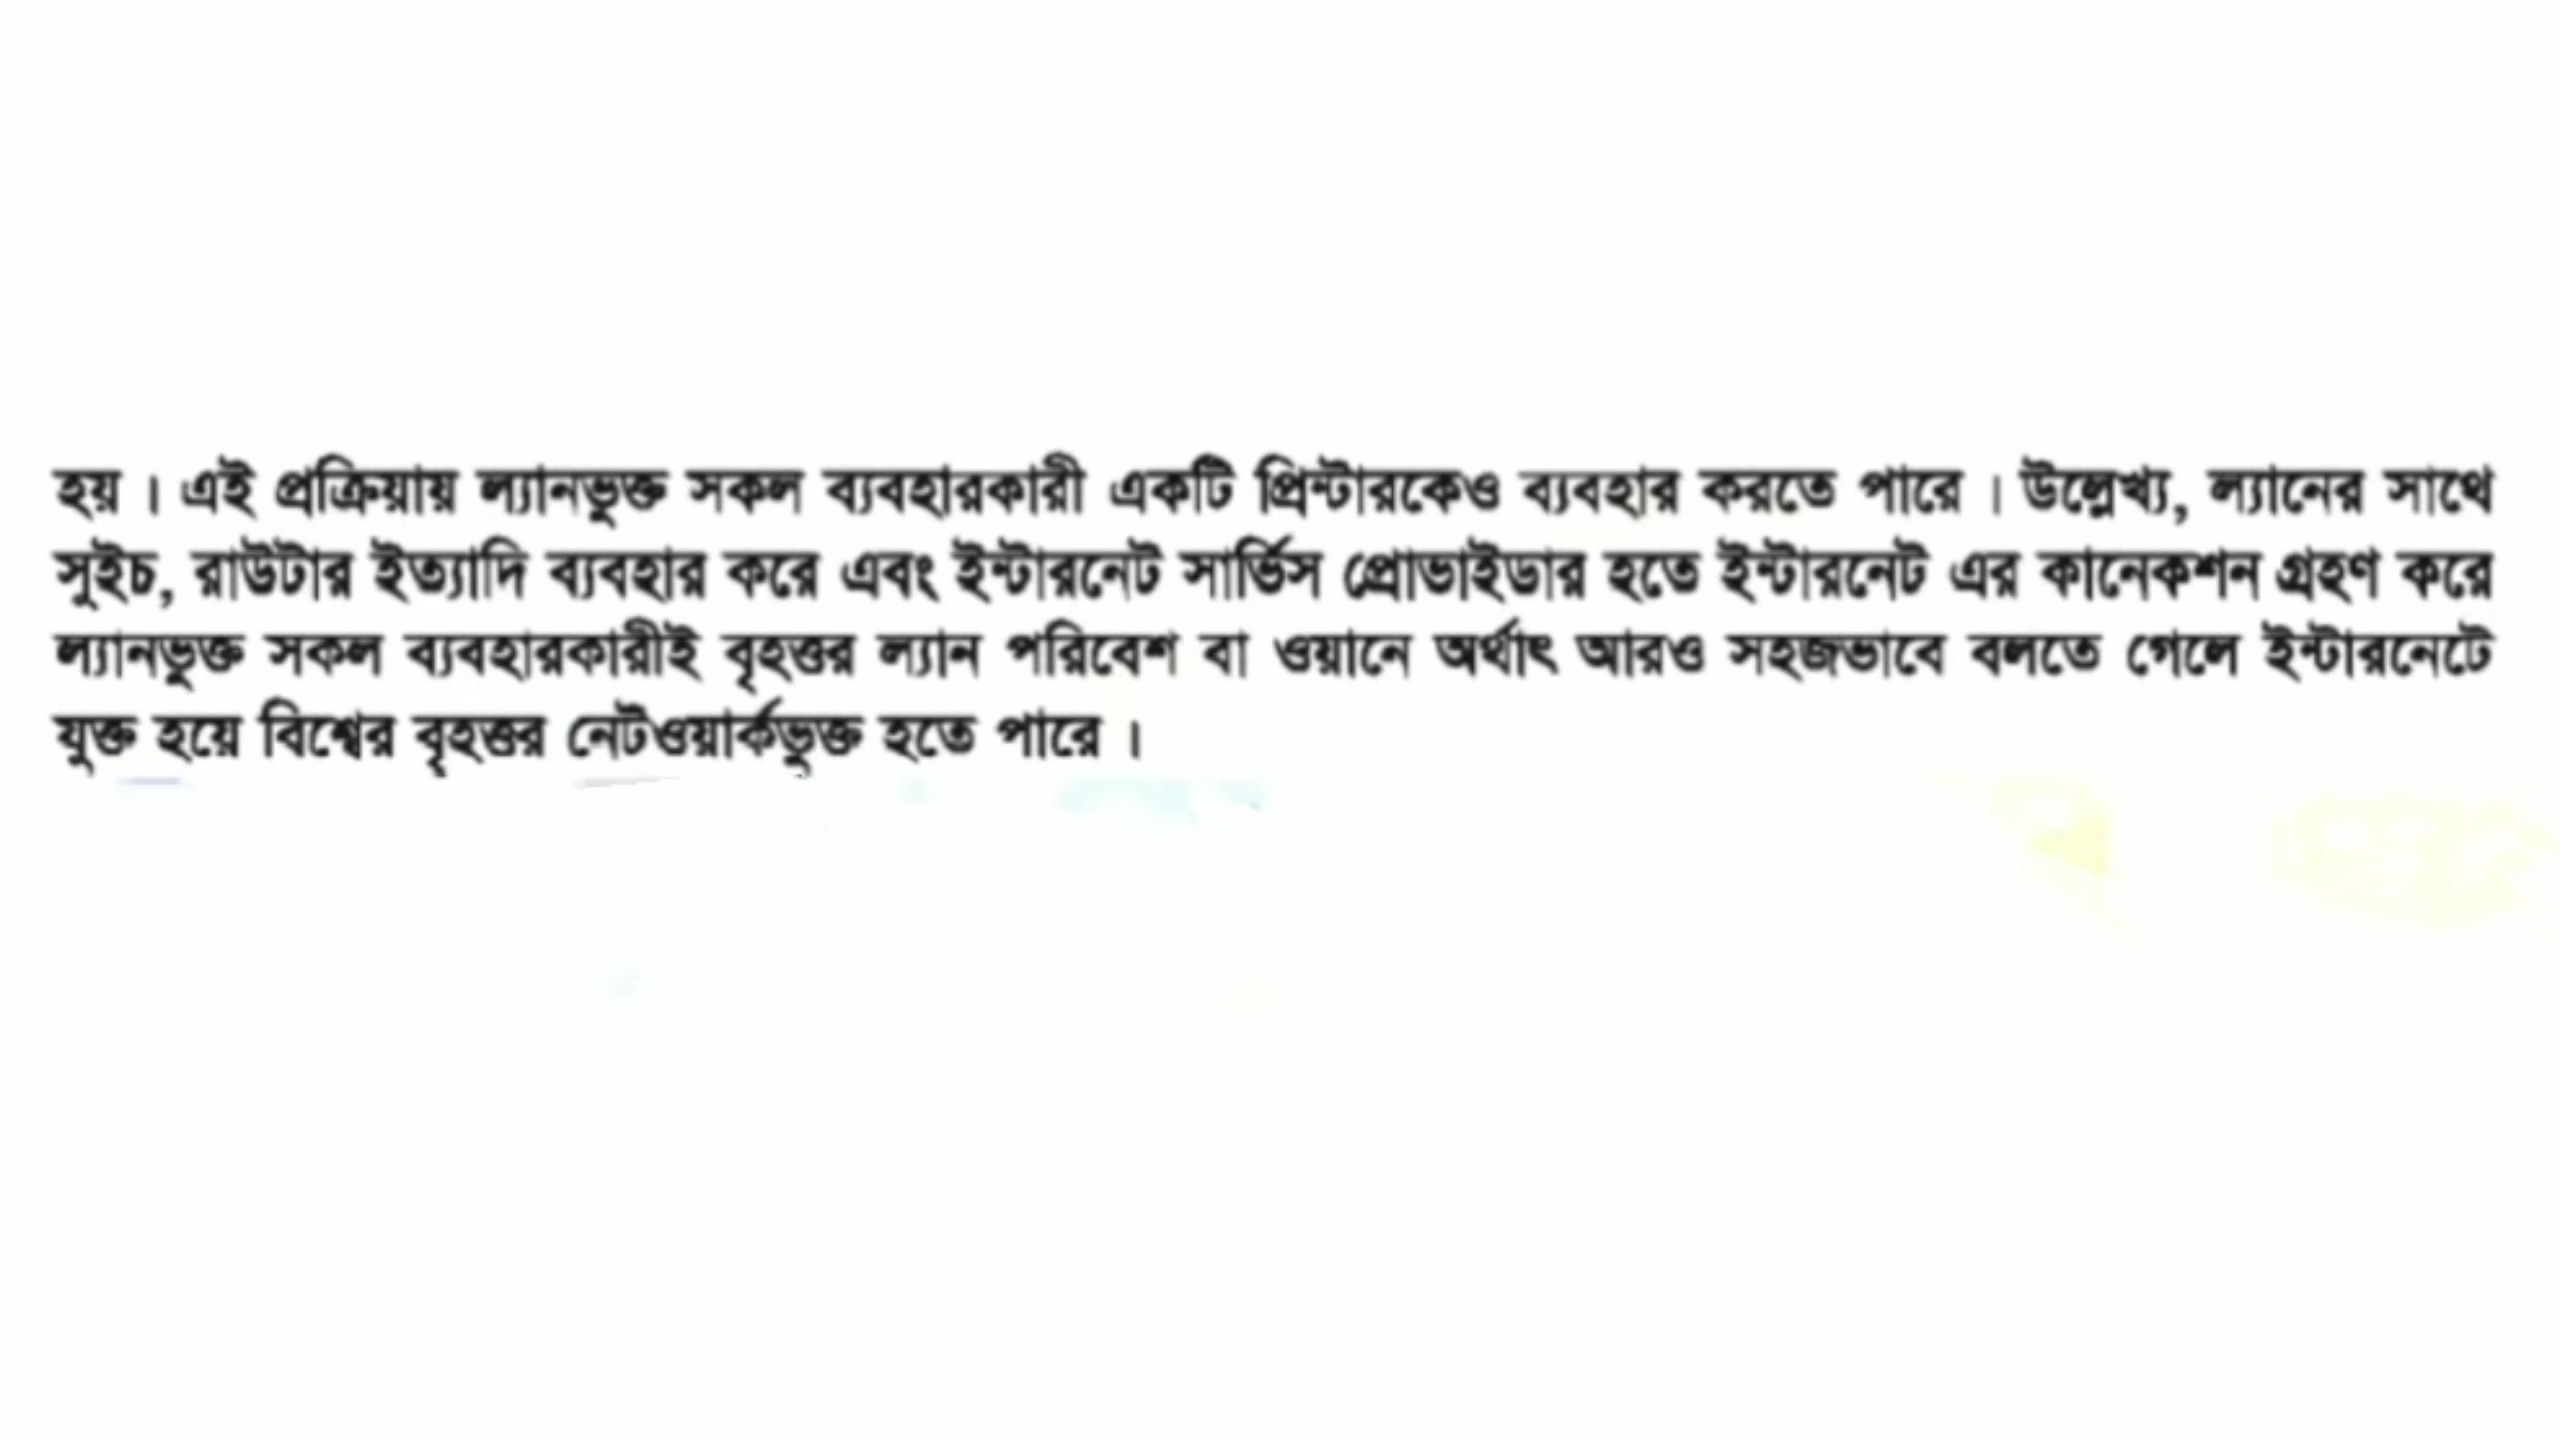 হয়। এই প্রক্রিয়ায় ল্যানভুক্ত সকল ব্যবহারকারী একটি প্রিন্টারকেও ব্যবহার করতে পারে। উল্লেখ্য, ল্যানের সাথে
সুইচ, রাউটার ইত্যাদি ব্যবহার করে এবং ইন্টারনেট সার্ভিস প্রোভাইডার হতে ইন্টারনেট এর কানেকশন গ্রহণ করে
ল্যানভুক্ত সকল ব্যবহারকারীই বৃহত্তর ল্যান পরিবেশ বা ওয়ানে অর্থাৎ আরও সহজভাবে বলতে গেলে ইন্টারনেটে
যুক্ত হয়ে বিশ্বের বৃহত্তর নেটওয়ার্কভুক্ত হতে পারে।